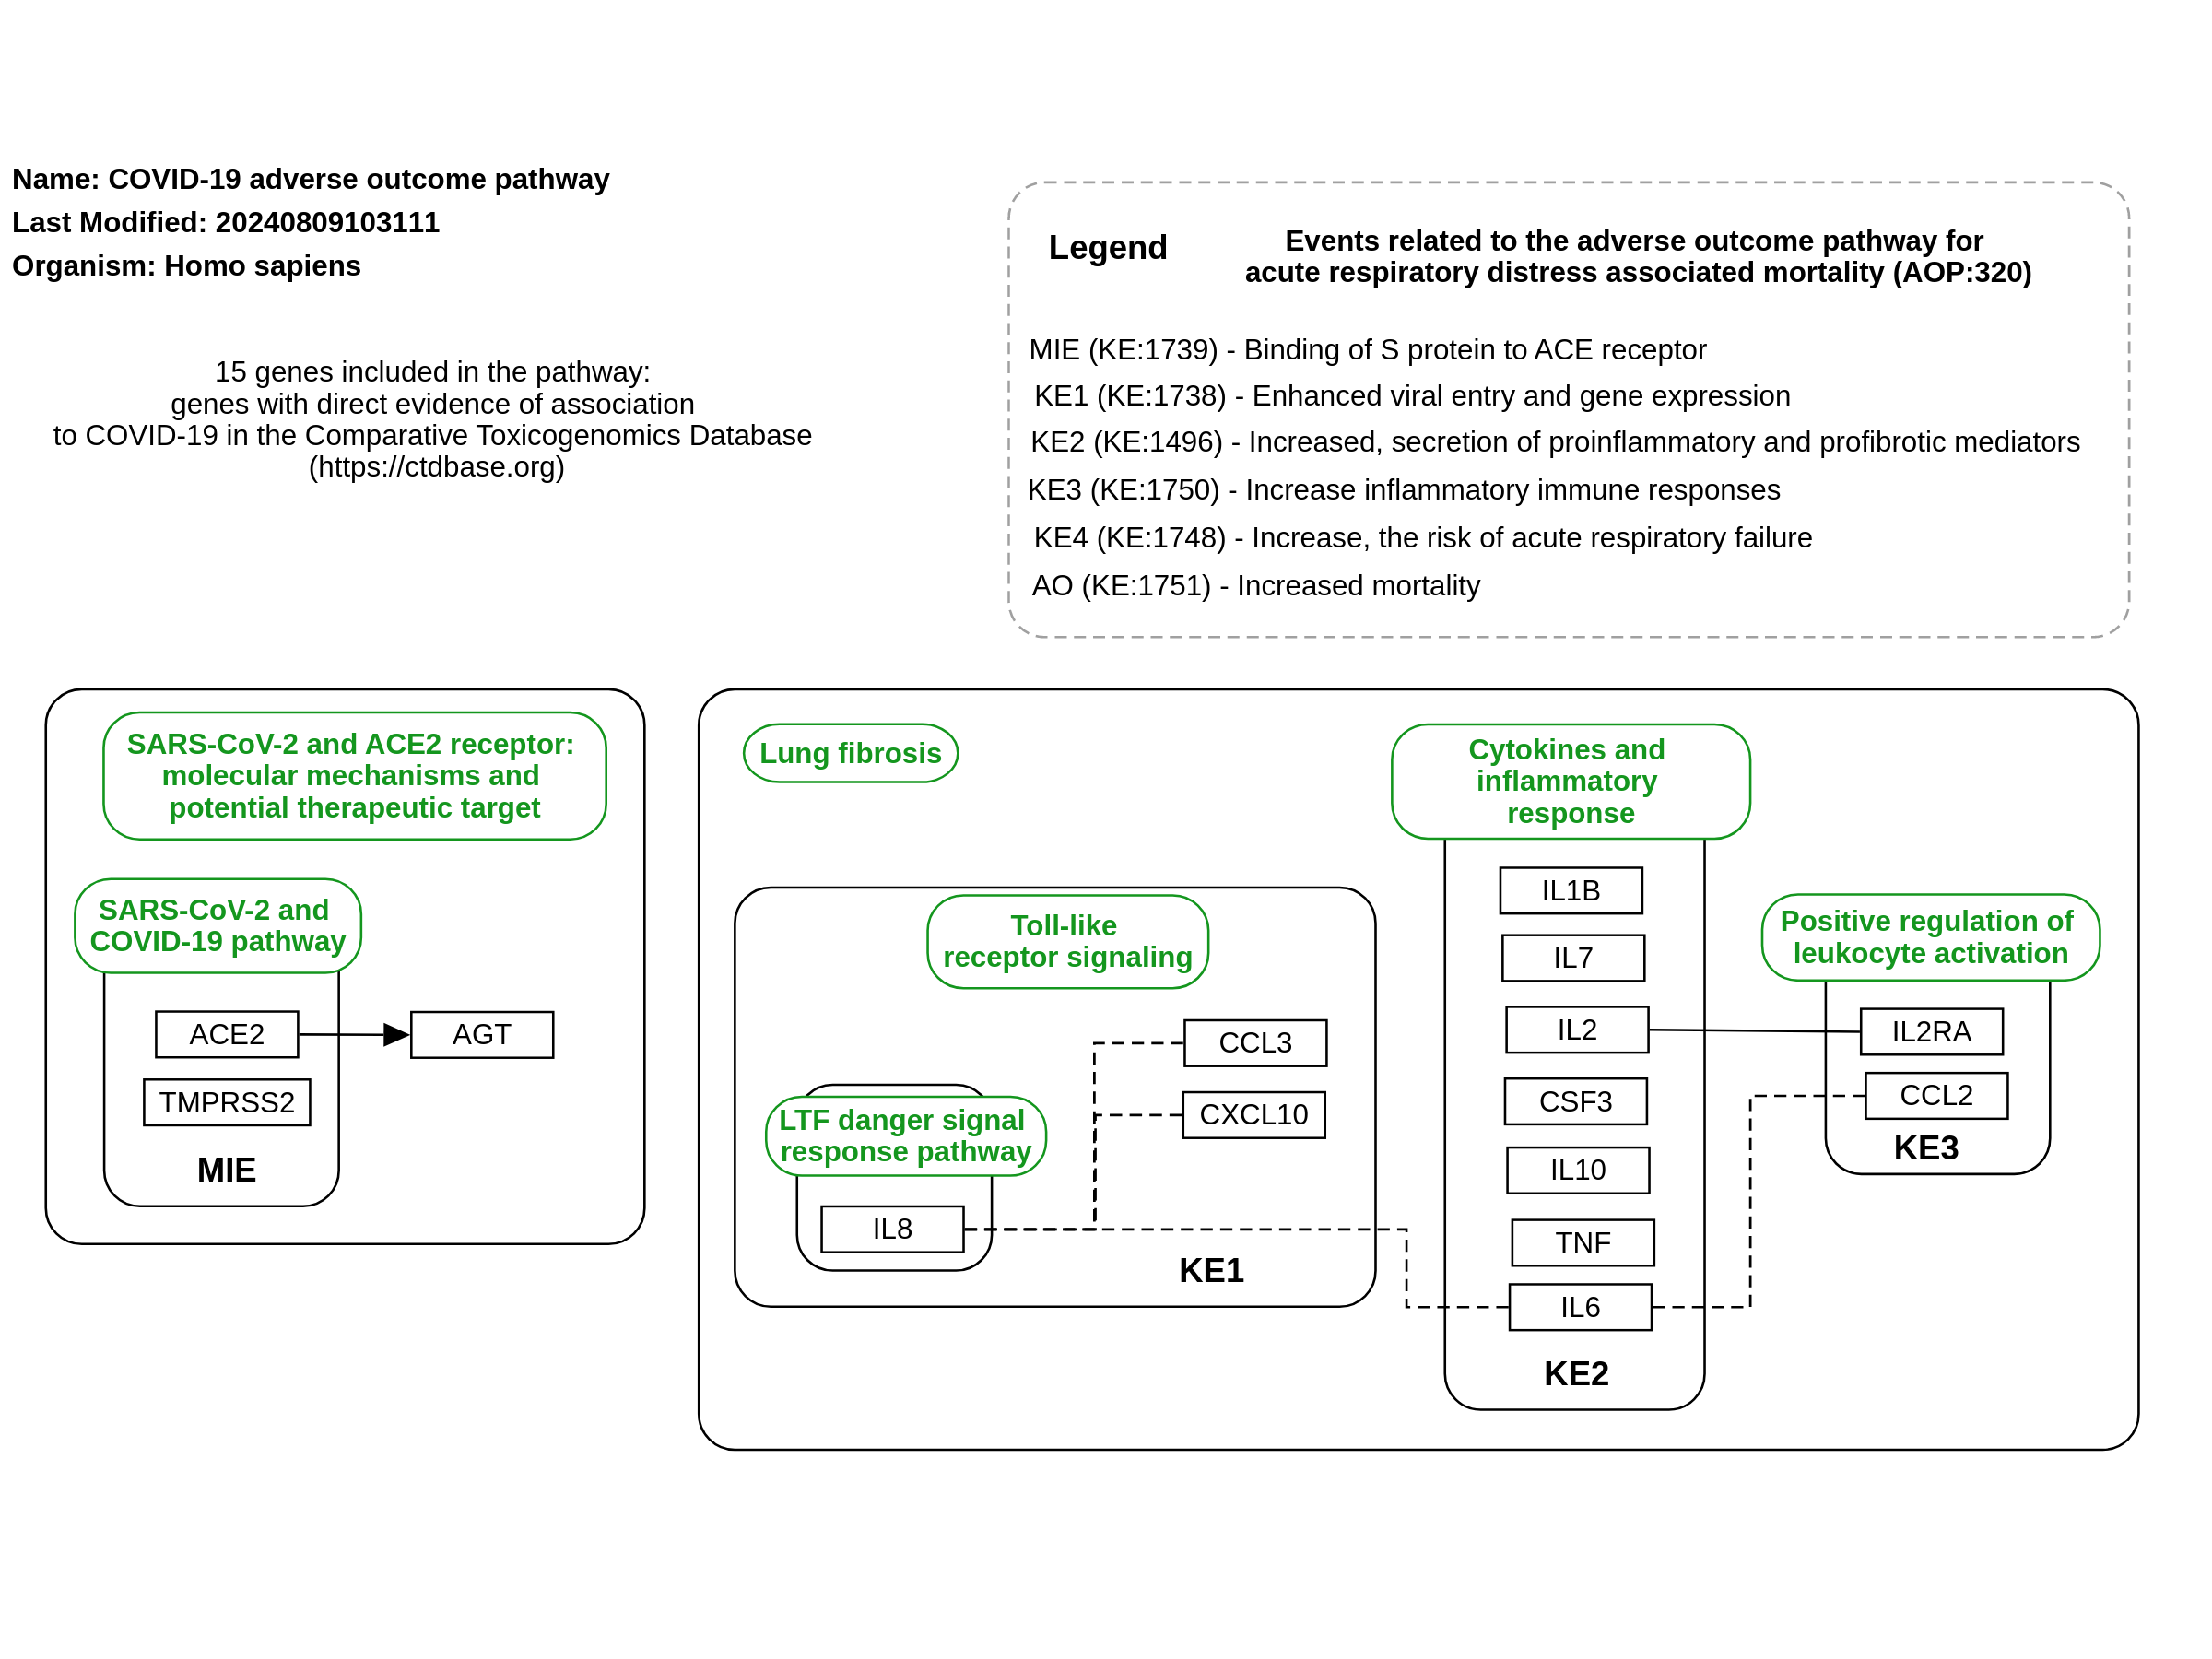 Name: COVID-19 adverse outcome pathway
Last Modified: 20240809103111
Organism: Homo sapiens
15 genes included in the pathway:
genes with direct evidence of association
to COVID-19 in the Comparative Toxicogenomics Database
(https://ctdbase.org)
Legend
Events related to the adverse outcome pathway for
acute respiratory distress associated mortality (AOP:320)
MIE (KE:1739) - Binding of S protein to ACE receptor
KE1 (KE:1738) - Enhanced viral entry and gene expression
KE2 (KE:1496) - Increased, secretion of proinflammatory and profibrotic mediators
KE3 (KE:1750) - Increase inflammatory immune responses
KE4 (KE:1748) - Increase, the risk of acute respiratory failure
AO (KE:1751) - Increased mortality
SARS-CoV-2 and ACE2 receptor:
molecular mechanisms and
potential therapeutic target
SARS-CoV-2 and
COVID-19 pathway
ACE2
AGT
TMPRSS2
MIE
Lung fibrosis
Toll-like
receptor signaling
CCL3
CXCL10
LTF danger signal
response pathway
IL8
KE1
Cytokines and
inflammatory
response
IL1B
IL7
IL2
CSF3
IL10
TNF
IL6
KE2
Positive regulation of
leukocyte activation
IL2RA
CCL2
KE3